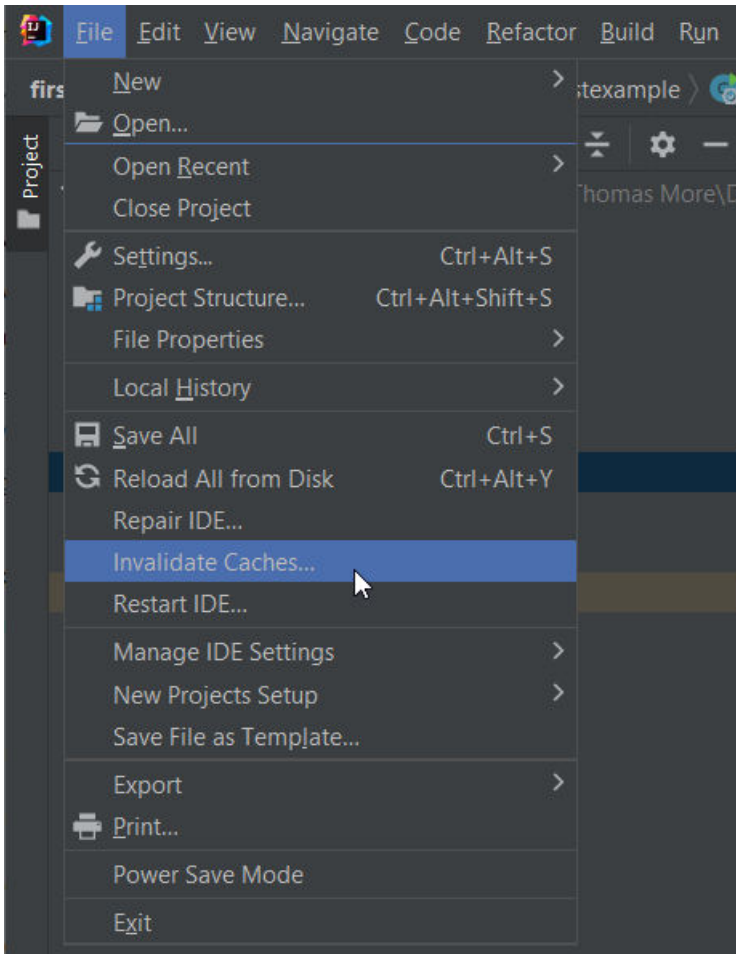 File Edit View Navigate Code Refactor Build Run
firs
stexample
Project
Thomas More\D
New
Open...
Open Recent
Close Project
Settings... Ctrl+Alt+S
Project Structure... Ctrl+Alt+Shift+S
File Properties
Local History
Save All Ctrl+S
Reload All from Disk Ctrl+Alt+Y
Repair IDE...
Invalidate Caches...
Restart IDE...
Manage IDE Settings
New Projects Setup
Save File as Template...
Export
Print...
Power Save Mode
Exit